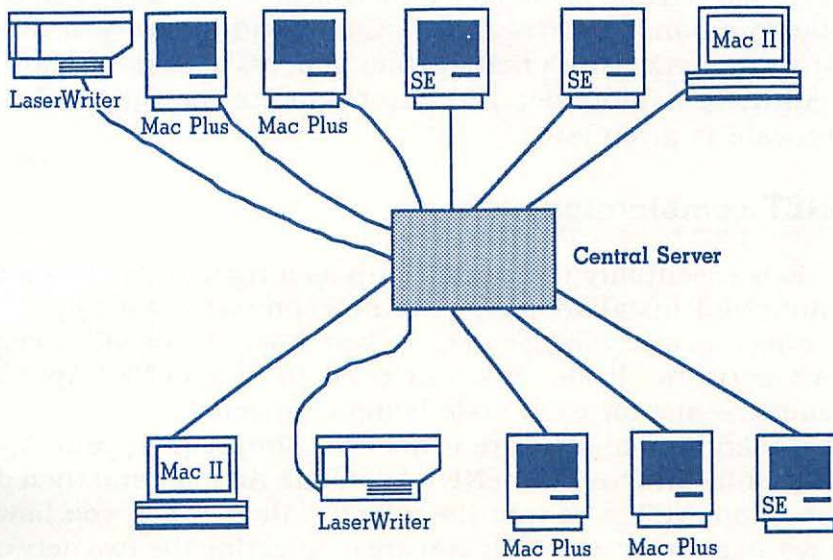 Mac II
SE
SE
LaserWriter
Mac Plus
Mac Plus
Central Server
Mac II
SE
LaserWriter
Mac Plus
Mac Plus